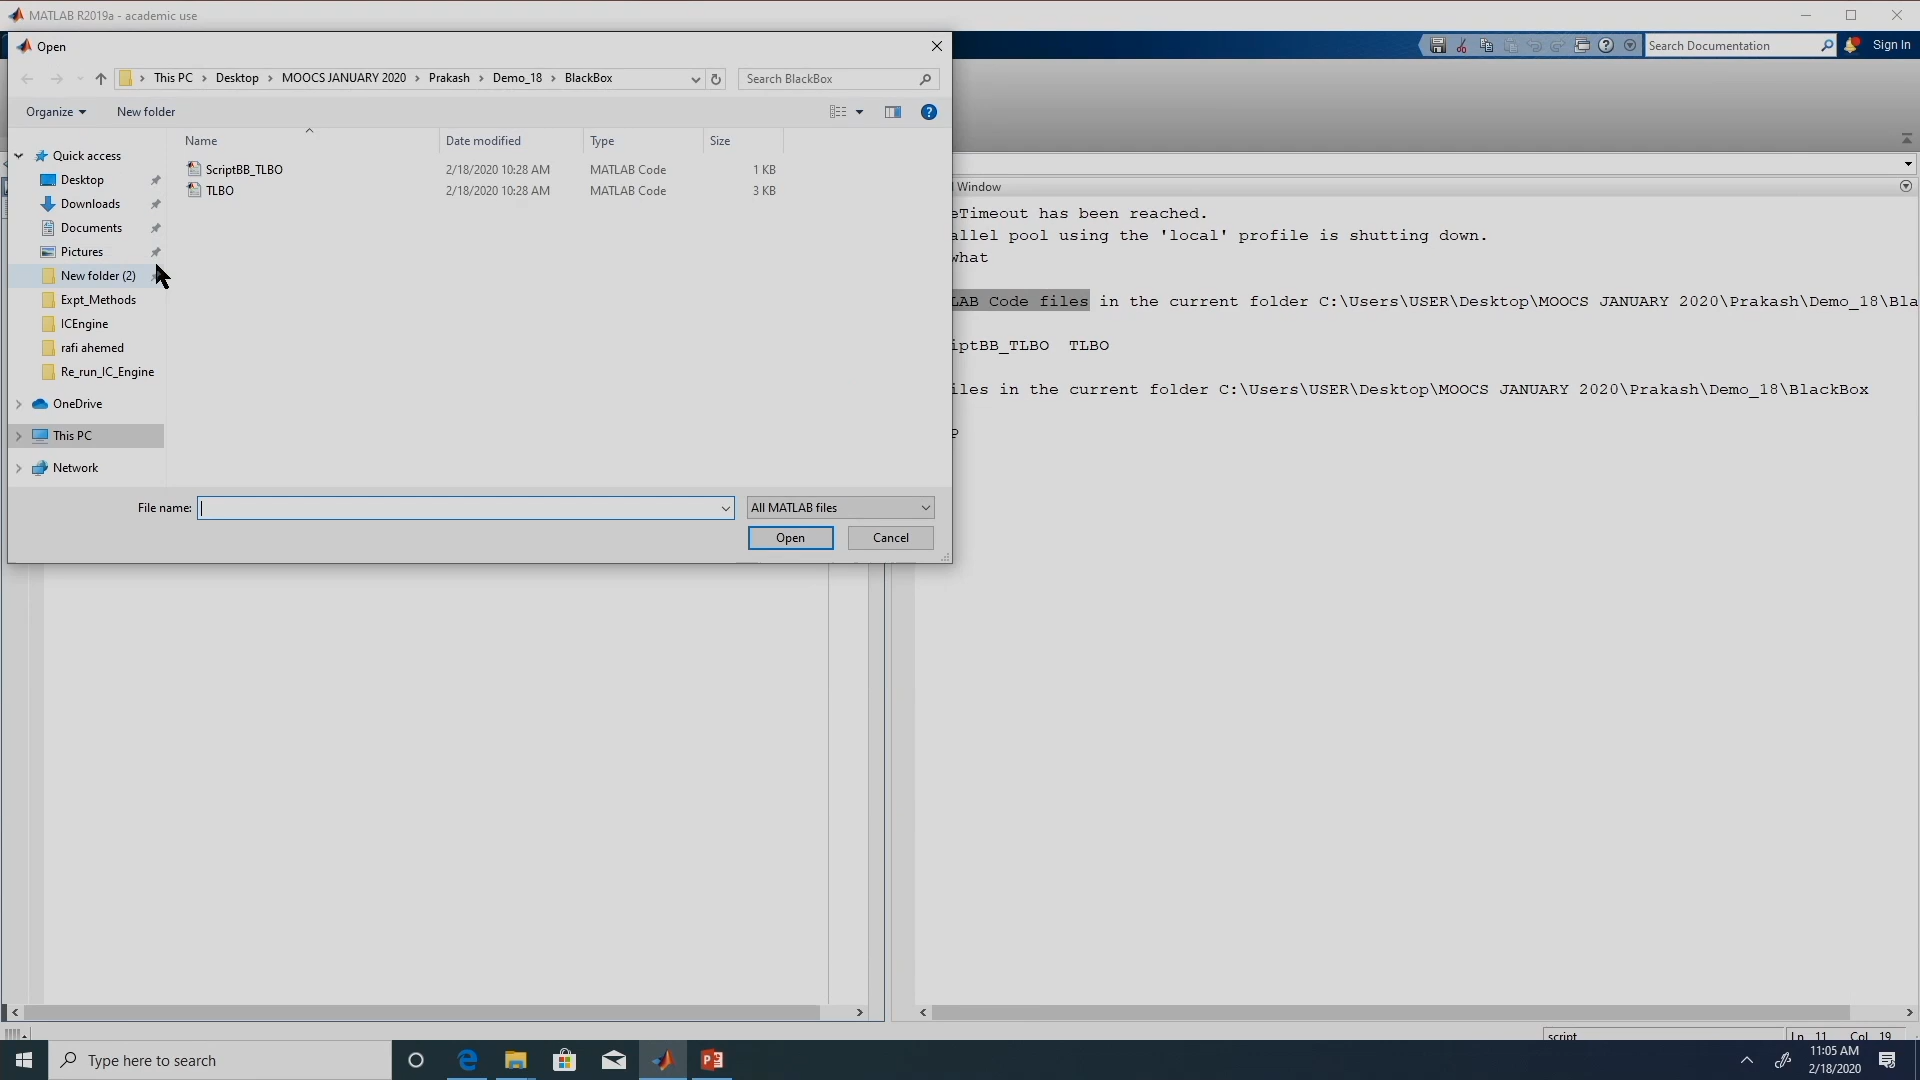 MATLAB R2019a - academic use
Open
Search Documentation
Sign In
This PC > Desktop > MOOCS JANUARY 2020 > Prakash > Demo_18 > BlackBox
Search BlackBox
Organize
New folder
Name Date modified Type Size
Quick access
Desktop
Downloads
Documents
Pictures
New folder (2)
Expt_Methods
ICEngine
rafi ahemed
Re_run_IC_Engine
OneDrive
This PC
Network
ScriptBB_TLBO 2/18/2020 10:28 AM MATLAB Code 1 KB
TLBO 2/18/2020 10:28 AM MATLAB Code 3 KB
File name:
All MATLAB files
Open
Cancel
Window
eTimeout has been reached.
allel pool using the 'local' profile is shutting down.
what
LAB Code files in the current folder C:\Users\USER\Desktop\MOOCS JANUARY 2020\Prakash\Demo_18\Bla
iptBB_TLBO TLBO
iles in the current folder C:\Users\USER\Desktop\MOOCS JANUARY 2020\Prakash\Demo_18\BlackBox
P
script
Ln 11 Col 19
Type here to search
11:05 AM
2/18/2020